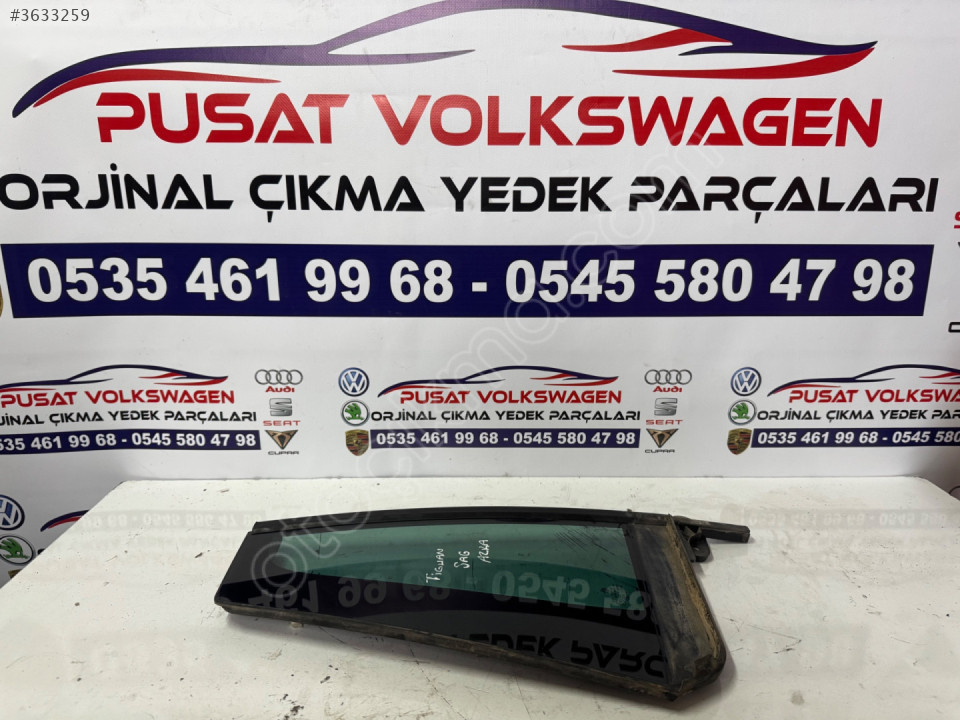 #3633259
PUSAT VOLKSWAGEN
ORJİNAL ÇIKMA YEDEK PARÇALARI
0535 461 99 68 - 0545 580 47 98
PUSAT VOLKSWAGEN
ORJİNAL ÇIKMA YEDEK PARÇALARI
0535 461 99 68 - 0545 580 47 98
Audi
SEAT
CUPRA
PUSAT VOLKSWAGEN
ORJİNAL ÇIKMA YEDEK PARÇALARI
0535 461 99 68 - 0545 580 47 98
Audi
SEAT
CUPRA
PUSAT VOLKSWAGEN
ORJİNAL ÇIKMA YEDEK PARÇALARI
0535 461 99 68 - 0545 580
TIGUAN
SAG
ARKA
otocikma.com